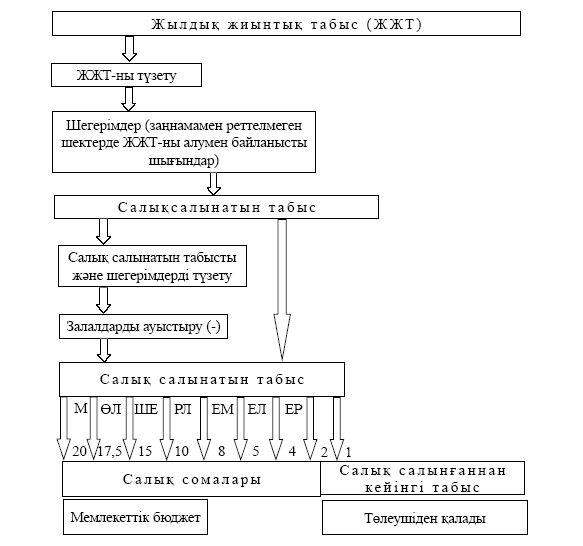 Жылдық жиынтық табыс (ЖЖТ)
ЖЖТ-ны түзету
Шегерімдер (заңнамамен реттелмеген
шектерде ЖЖТ-ны алумен байланысты
шығындар)
Салықсалынатын табыс
Салық салынатын табысты
және шегерімдерді түзету
Залалдарды ауыстыру (-)
Салық салынатын табыс
М ӨЛ ШЕ РЛ ЕМ ЕЛ ЕР
20 17,5 15 10 8 5 4 2 1
Салық сомалары
Салық салынғаннан
кейінгі табыс
Мемлекеттік бюджет
Төлеушіден қалады